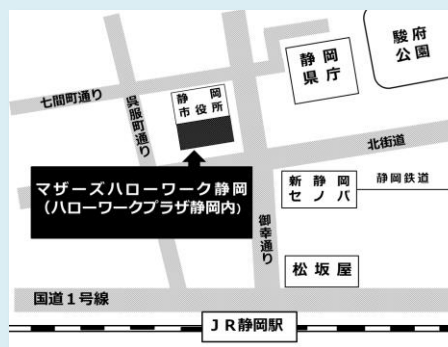 駿府
公園
静岡
県庁
七間町通り
呉服町通り
静岡
市役所
北街道
マザーズハローワーク静岡
（ハローワークプラザ静岡内）
新静岡
セノバ
静岡鉄道
御幸通り
松坂屋
国道１号線
ＪＲ静岡駅